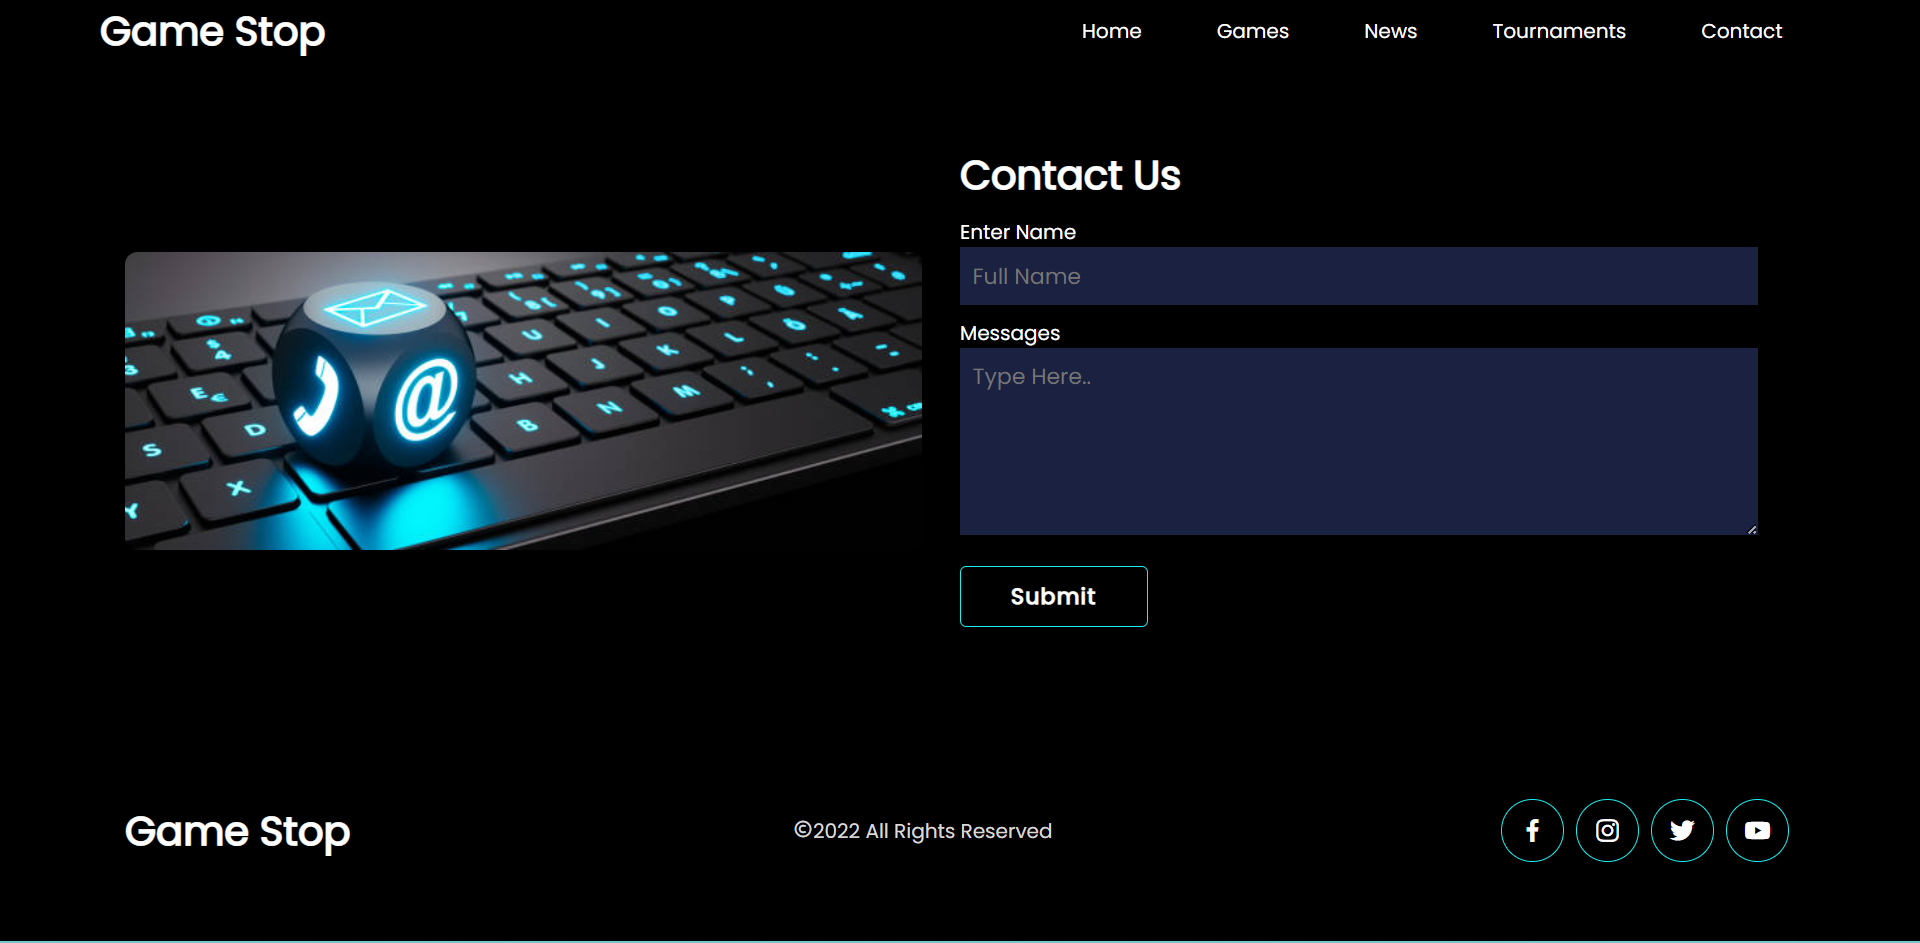 Game Stop
Home Games News Tournaments Contact
Contact Us
Enter Name
Full Name
Messages
Type Here..
Submit
$
4
E €
S D
X
Y
U I O
H J K L Ö Ä
B N M
@
Game Stop
©2022 All Rights Reserved